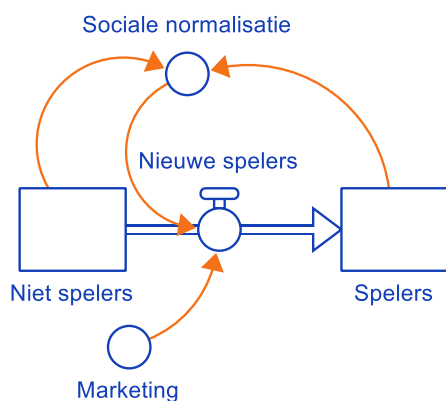 Sociale normalisatie
Nieuwe spelers
Niet spelers
Spelers
Marketing